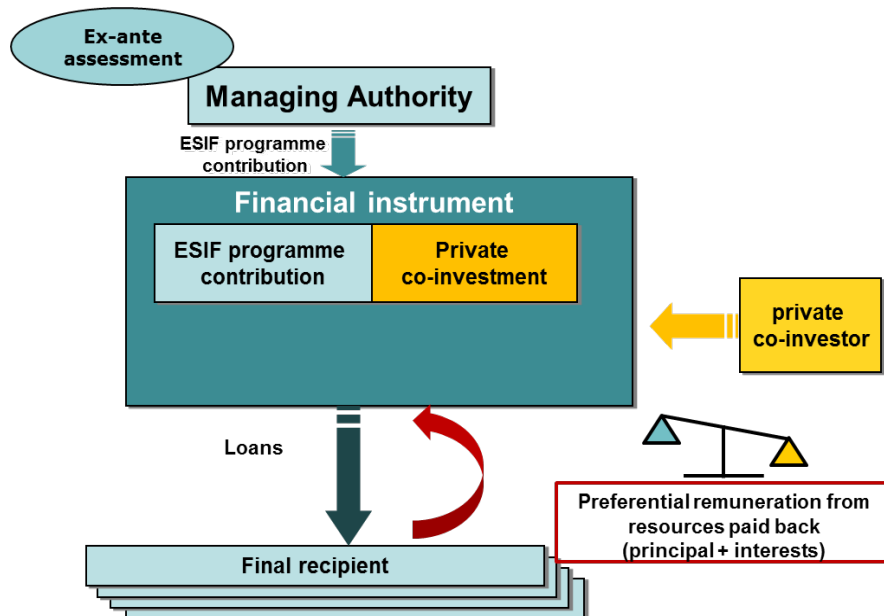 Ex-ante
assessment
Managing Authority
ESIF programme
contribution
Financial instrument
ESIF programme
contribution
Private
co-investment
private
co-investor
Loans
Preferential remuneration from
resources paid back
(principal + interests)
Final recipient